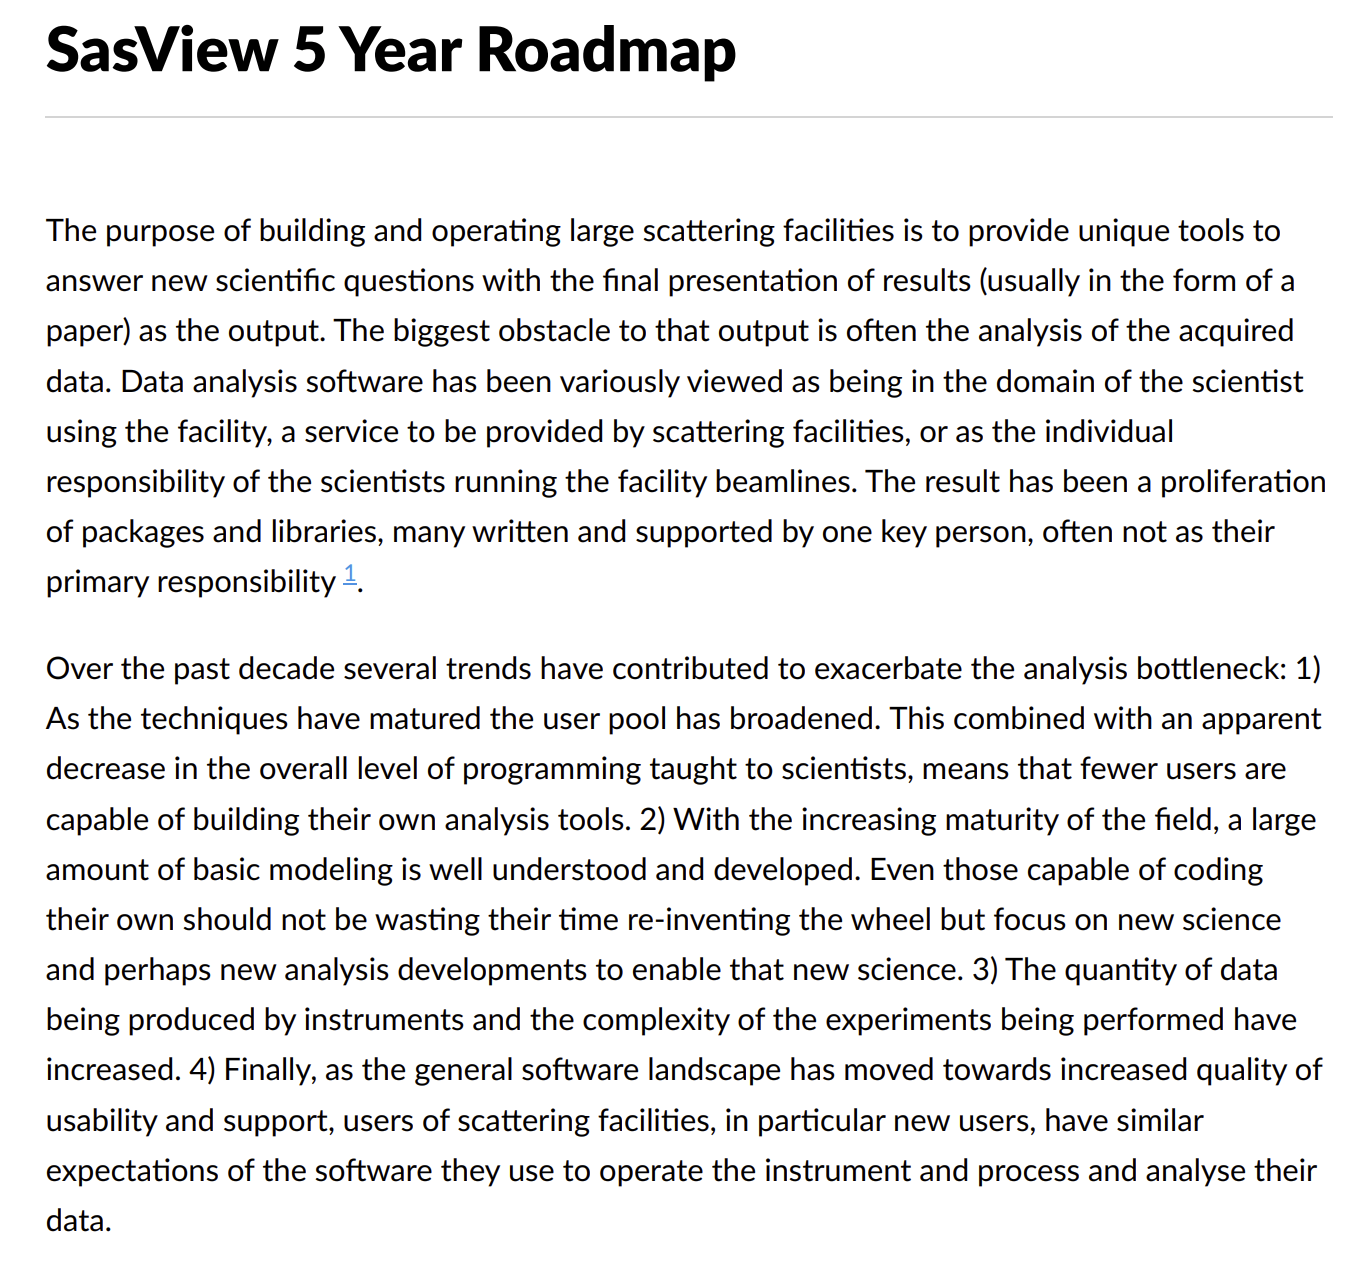 SasView 5 Year Roadmap
The purpose of building and operating large scattering facilities is to provide unique tools to
answer new scientific questions with the final presentation of results (usually in the form of a
paper) as the output. The biggest obstacle to that output is often the analysis of the acquired
data. Data analysis software has been variously viewed as being in the domain of the scientist
using the facility, a service to be provided by scattering facilities, or as the individual
responsibility of the scientists running the facility beamlines. The result has been a proliferation
of packages and libraries, many written and supported by one key person, often not as their
primary responsibility 1.
Over the past decade several trends have contributed to exacerbate the analysis bottleneck: 1)
As the techniques have matured the user pool has broadened. This combined with an apparent
decrease in the overall level of programming taught to scientists, means that fewer users are
capable of building their own analysis tools. 2) With the increasing maturity of the field, a large
amount of basic modeling is well understood and developed. Even those capable of coding
their own should not be wasting their time re-inventing the wheel but focus on new science
and perhaps new analysis developments to enable that new science. 3) The quantity of data
being produced by instruments and the complexity of the experiments being performed have
increased. 4) Finally, as the general software landscape has moved towards increased quality of
usability and support, users of scattering facilities, in particular new users, have similar
expectations of the software they use to operate the instrument and process and analyse their
data.